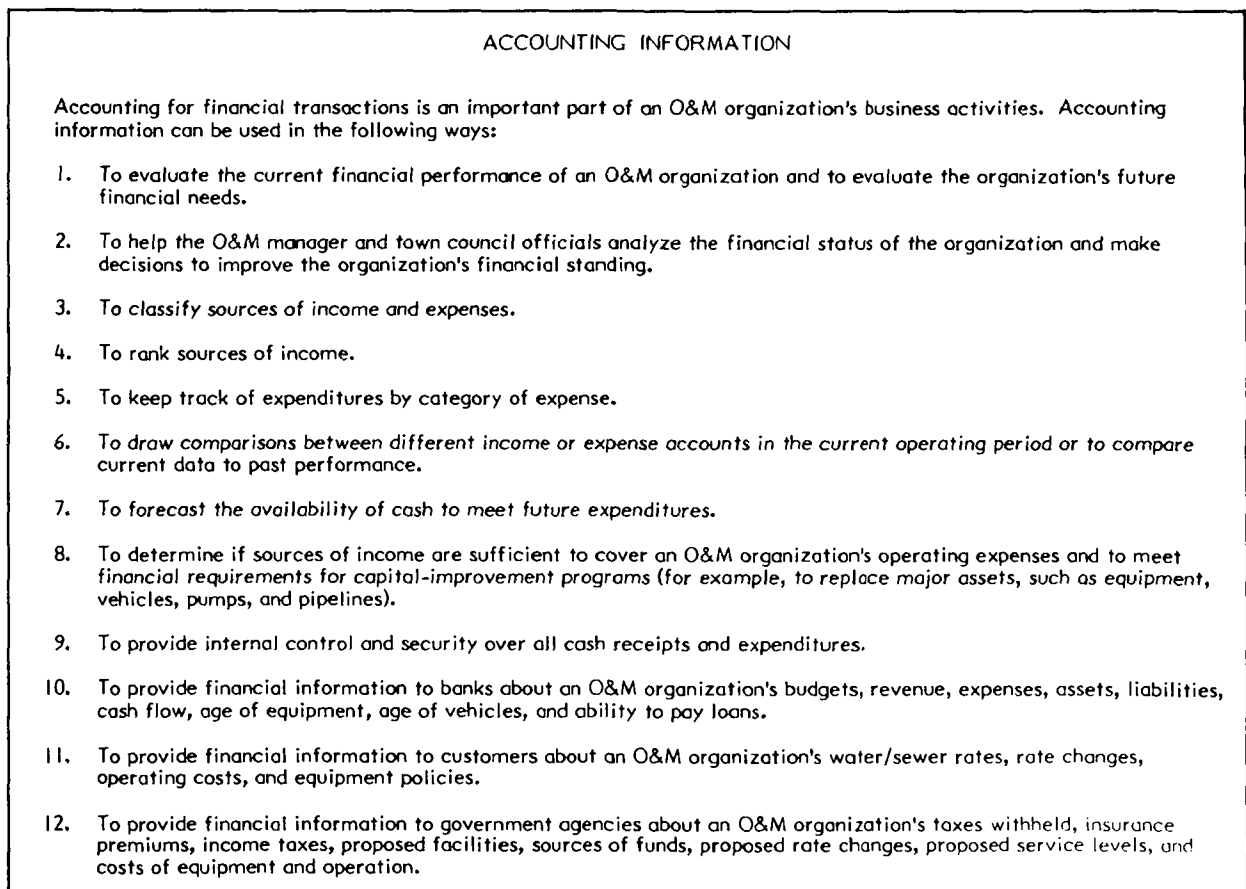 ACCOUNTING INFORMATION
Accounting for financial transactions is an important part of an O&M organization's business activities. Accounting
information can be used in the following ways:
1. To evaluate the current financial performance of an O&M organization and to evaluate the organization's future
financial needs.
2. To help the O&M manager and town council officials analyze the financial status of the organization and make
decisions to improve the organization's financial standing.
3. To classify sources of income and expenses.
4. To rank sources of income.
5. To keep track of expenditures by category of expense.
6. To draw comparisons between different income or expense accounts in the current operating period or to compare
current data to past performance.
7. To forecast the availability of cash to meet future expenditures.
8. To determine if sources of income are sufficient to cover an O&M organization's operating expenses and to meet
financial requirements for capital-improvement programs (for example, to replace major assets, such as equipment,
vehicles, pumps, and pipelines).
9. To provide internal control and security over all cash receipts and expenditures.
10. To provide financial information to banks about an O&M organization's budgets, revenue, expenses, assets, liabilities,
cash flow, age of equipment, age of vehicles, and ability to pay loans.
11. To provide financial information to customers about an O&M organization's water/sewer rates, rate changes,
operating costs, and equipment policies.
12. To provide financial information to government agencies about an O&M organization's taxes withheld, insurance
premiums, income taxes, proposed facilities, sources of funds, proposed rate changes, proposed service levels, and
costs of equipment and operation.